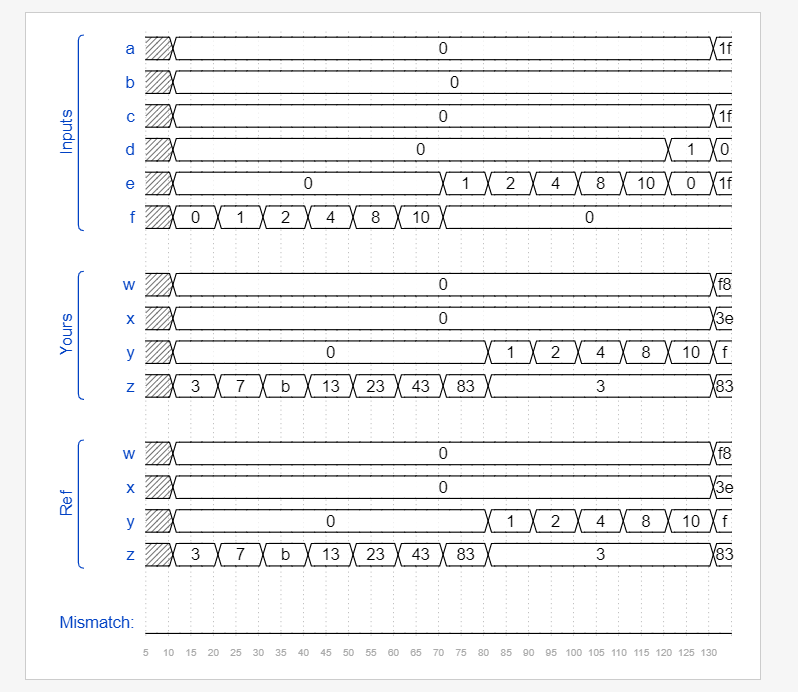 Inputs
a 0 1f
b 0
c 0 1f
d 0 1 0
e 0 1 2 4 8 10 0 1f
f 0 1 2 4 8 10 0
Yours
w 0 f8
x 0 3e
y 0 1 2 4 8 10 f
z 3 7 b 13 23 43 83 3 83
Ref
w 0 f8
x 0 3e
y 0 1 2 4 8 10 f
z 3 7 b 13 23 43 83 3 83
Mismatch:
5 10 15 20 25 30 35 40 45 50 55 60 65 70 75 80 85 90 95 100 105 110 115 120 125 130